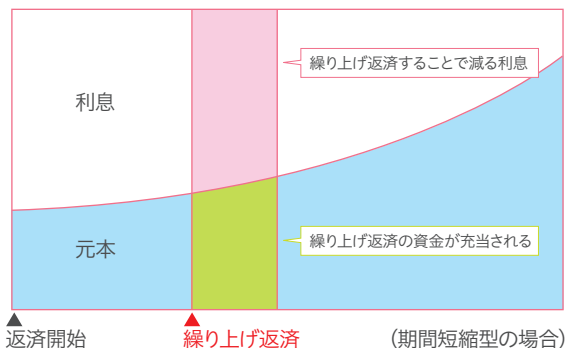 利息
繰り上げ返済することで減る利息
元本
繰り上げ返済の資金が充当される
返済開始
繰り上げ返済
（期間短縮型の場合）